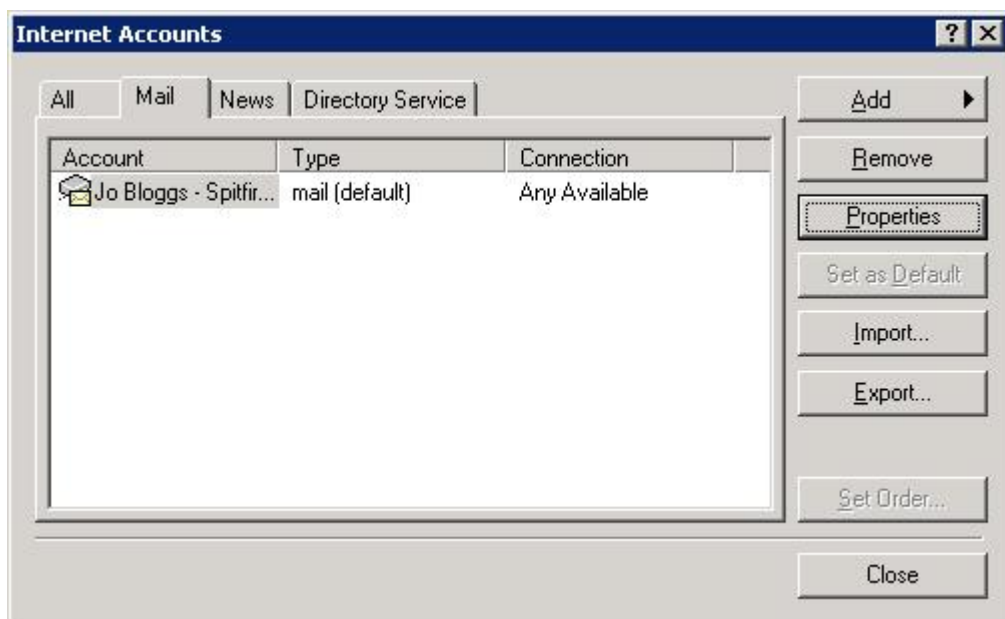 Internet Accounts
All Mail News Directory Service
Account Type Connection
Jo Bloggs - Spitfir... mail (default) Any Available
Add
Remove
Properties
Set as Default
Import...
Export...
Set Order...
Close